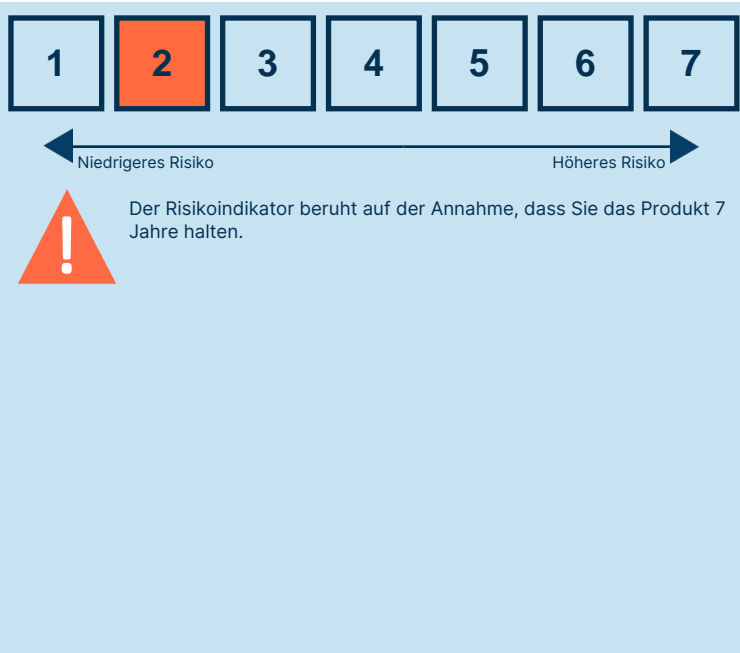 1 2 3 4 5 6 7
Niedrigeres Risiko Höheres Risiko
Der Risikoindikator beruht auf der Annahme, dass Sie das Produkt 7
Jahre halten.